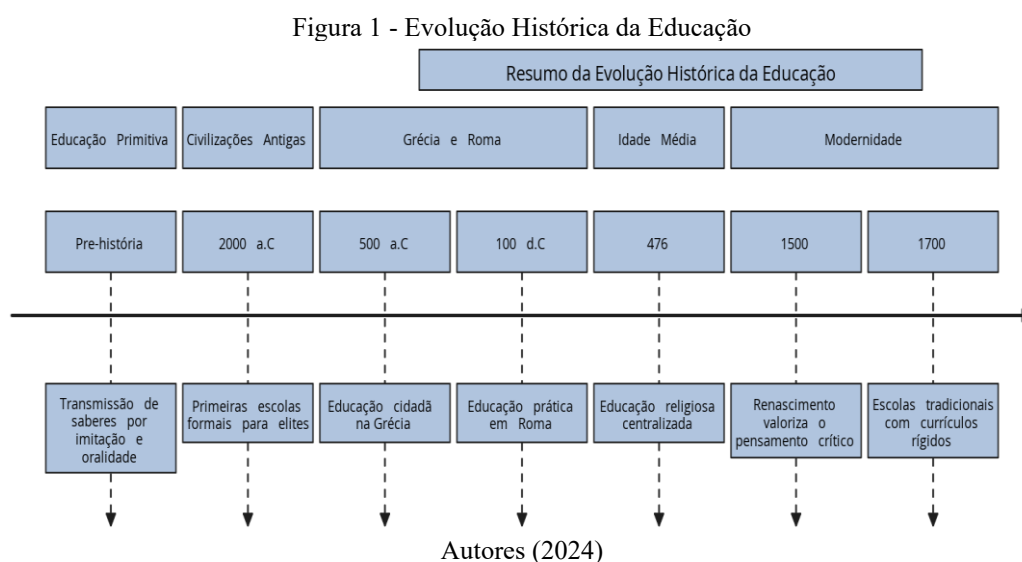 Figura 1 - Evolução Histórica da Educação
Resumo da Evolução Histórica da Educação
Educação Primitiva
Civilizações Antigas
Grécia e Roma
Idade Média
Modernidade
Pre-história
2000 a.C
500 a.C
100 d.C
476
1500
1700
Transmissão de
saberes por
imitação e
oralidade
Primeiras escolas
formais para elites
Educação cidadã
na Grécia
Educação prática
em Roma
Educação religiosa
centralizada
Renascimento
valoriza o
pensamento crítico
Escolas tradicionais
com currículos
rígidos
Autores (2024)